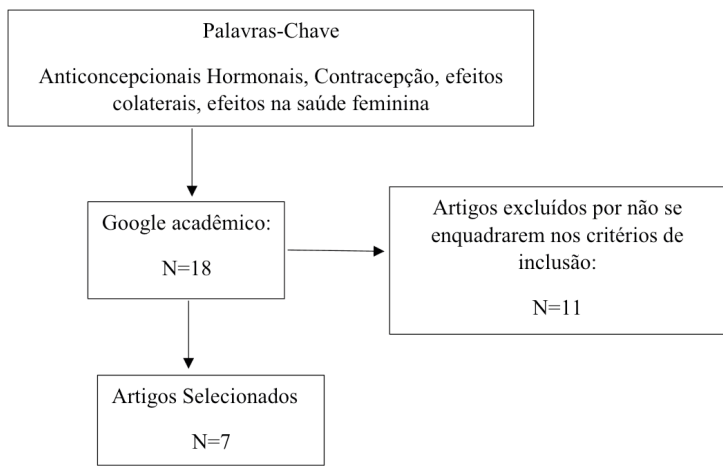 Palavras-Chave
Anticoncepcionais Hormonais, Contracepção, efeitos
colaterais, efeitos na saúde feminina
Google acadêmico:
N=18
Artigos excluídos por não se
enquadrarem nos critérios de
inclusão:
N=11
Artigos Selecionados
N=7